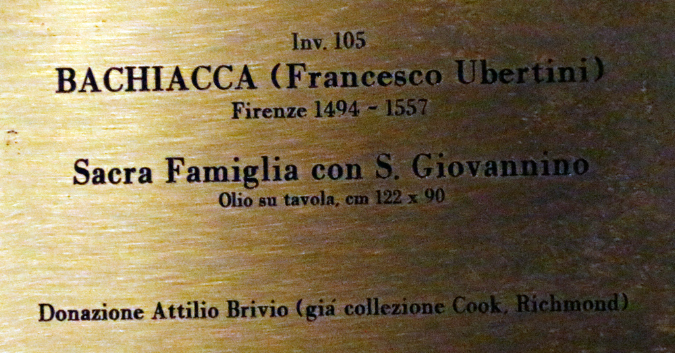 Inv. 105
BACHIACCA (Francesco Ubertini)
Firenze 1494 - 1557
Sacra Famiglia con S. Giovannino
Olio su tavola, cm 122 x 90
Donazione Attilio Brivio (giá collezione Cook, Richmond)